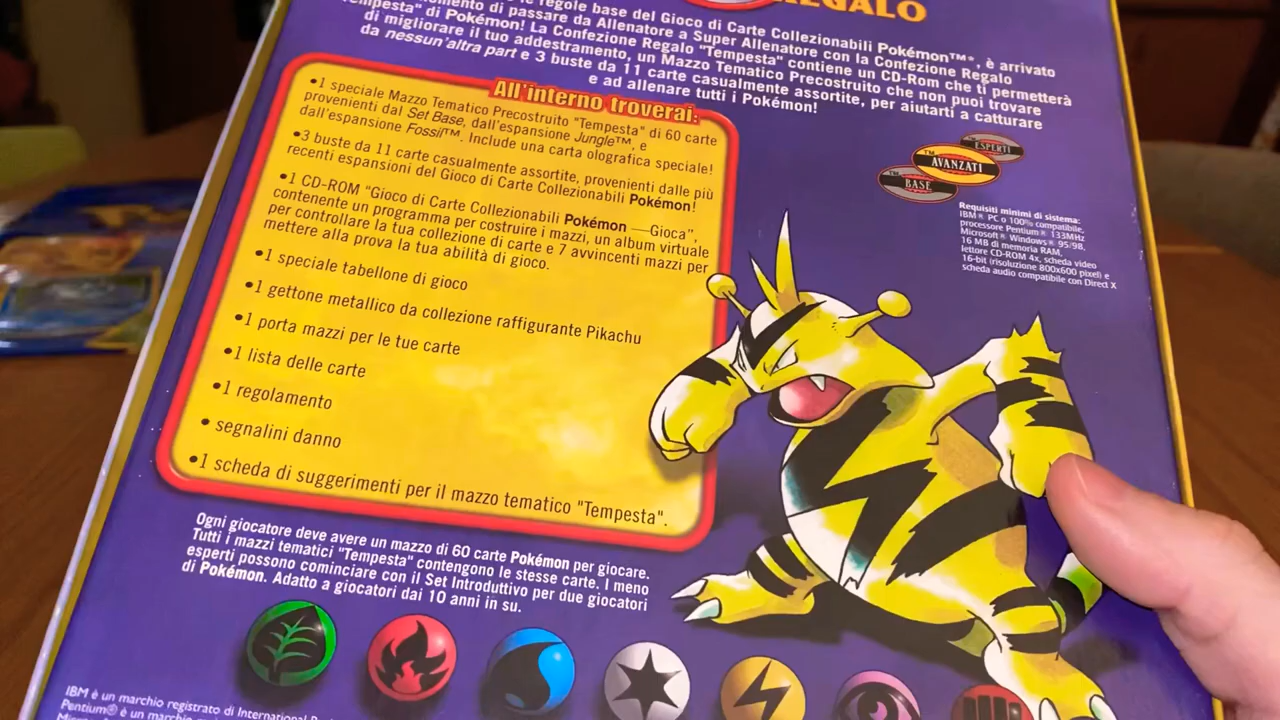 REGALO
le regole base del Gioco di Carte Collezionabili Pokémon™*, è arrivato
di passare da Allenatore a Super Allenatore con la Confezione Regalo
"Tempesta" di Pokémon! La Confezione Regalo "Tempesta" contiene un CD-Rom che ti permetterà
di migliorare il tuo addestramento, un Mazzo Tematico Precostruito che non puoi trovare
da nessun'altra part e 3 buste da 11 carte casualmente assortite, per aiutarti a catturare
e ad allenare tutti i Pokémon!
All'interno troverai:
•1 speciale Mazzo Tematico Precostruito "Tempesta" di 60 carte
provenienti dal Set Base, dall'espansione Jungle™, e
dall'espansione Fossil™. Include una carta olografica speciale!
•3 buste da 11 carte casualmente assortite, provenienti dalle più
recenti espansioni del Gioco di Carte Collezionabili Pokémon!
•1 CD-ROM "Gioco di Carte Collezionabili Pokémon —Gioca",
contenente un programma per costruire i mazzi, un album virtuale
per controllare la tua collezione di carte e 7 avvincenti mazzi per
mettere alla prova la tua abilità di gioco.
•1 speciale tabellone di gioco
•1 gettone metallico da collezione raffigurante Pikachu
•1 porta mazzi per le tue carte
•1 lista delle carte
•1 regolamento
• segnalini danno
•1 scheda di suggerimenti per il mazzo tematico "Tempesta".
ESPERTI
™ AVANZATI
™ BASE
Requisiti minimi di sistema:
IBM® PC o 100% compatibile,
processore Pentium® 133MHz
Microsoft® Windows® 95/98,
16 MB di memoria RAM,
lettore CD-ROM 4x, scheda video
16-bit (risoluzione 800x600 pixel) e
scheda audio compatibile con Direct X
Ogni giocatore deve avere un mazzo di 60 carte Pokémon per giocare.
Tutti i mazzi tematici "Tempesta" contengono le stesse carte. I meno
esperti possono cominciare con il Set Introduttivo per due giocatori
di Pokémon. Adatto a giocatori dai 10 anni in su.
IBM è un marchio registrato di International
Pentium® è un marchio